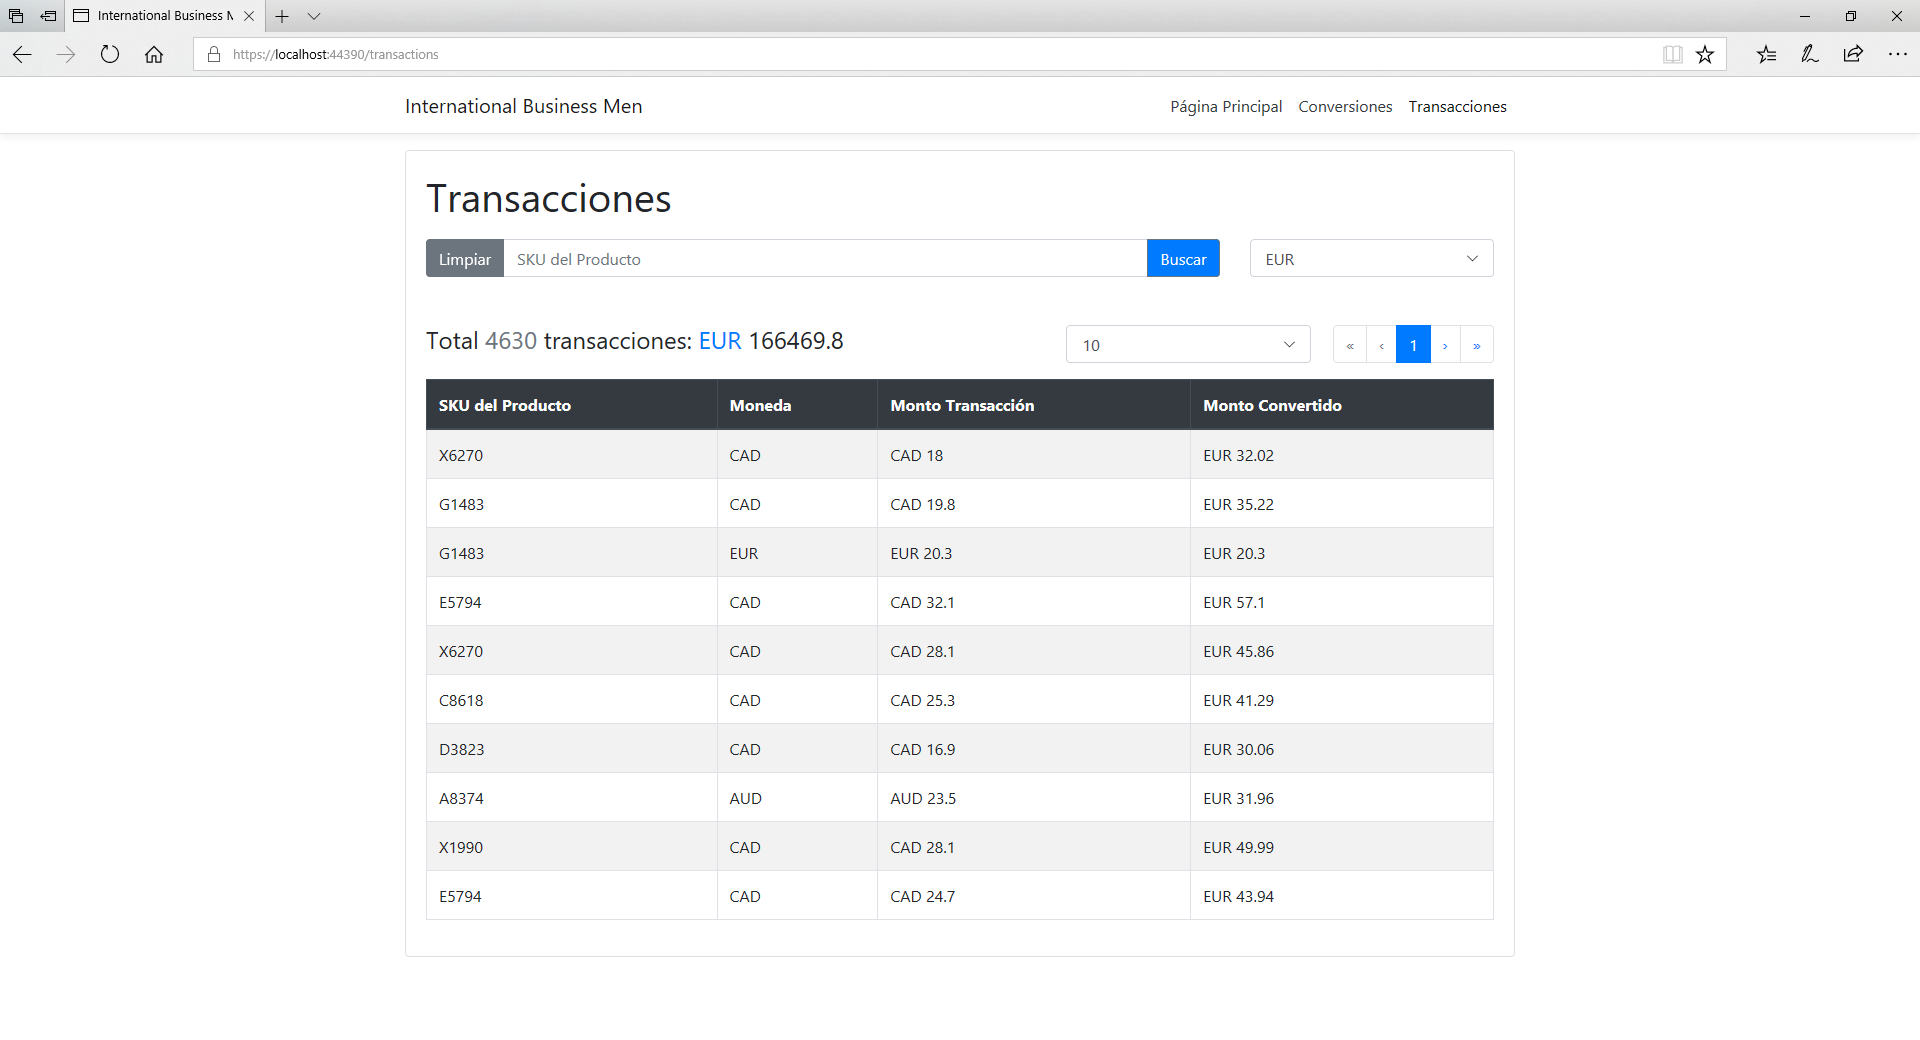 International Business M
https://localhost:44390/transactions
International Business Men Página Principal Conversiones Transacciones
Transacciones
Limpiar SKU del Producto Buscar EUR
Total 4630 transacciones: EUR 166469.8 10 « ‹ 1 › »
SKU del Producto Moneda Monto Transacción Monto Convertido
X6270 CAD CAD 18 EUR 32.02
G1483 CAD CAD 19.8 EUR 35.22
G1483 EUR EUR 20.3 EUR 20.3
E5794 CAD CAD 32.1 EUR 57.1
X6270 CAD CAD 28.1 EUR 45.86
C8618 CAD CAD 25.3 EUR 41.29
D3823 CAD CAD 16.9 EUR 30.06
A8374 AUD AUD 23.5 EUR 31.96
X1990 CAD CAD 28.1 EUR 49.99
E5794 CAD CAD 24.7 EUR 43.94